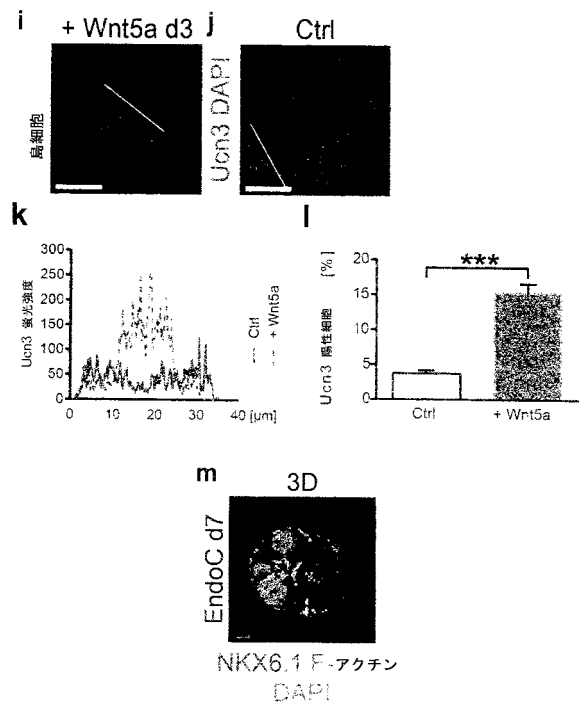 i + Wnt5a d3 j Ctrl
島細胞
Ucn3 DAPI
k
Ucn3 蛍光強度
300
250
200
150
100
50
0
0 10 20 30 40 [µm]
Ctrl
+ Wnt5a
l
Ucn3 陽性細胞 [%]
20
15
10
5
0
***
Ctrl + Wnt5a
m 3D
EndoC d7
NKX6.1 F-アクチン
DAPI